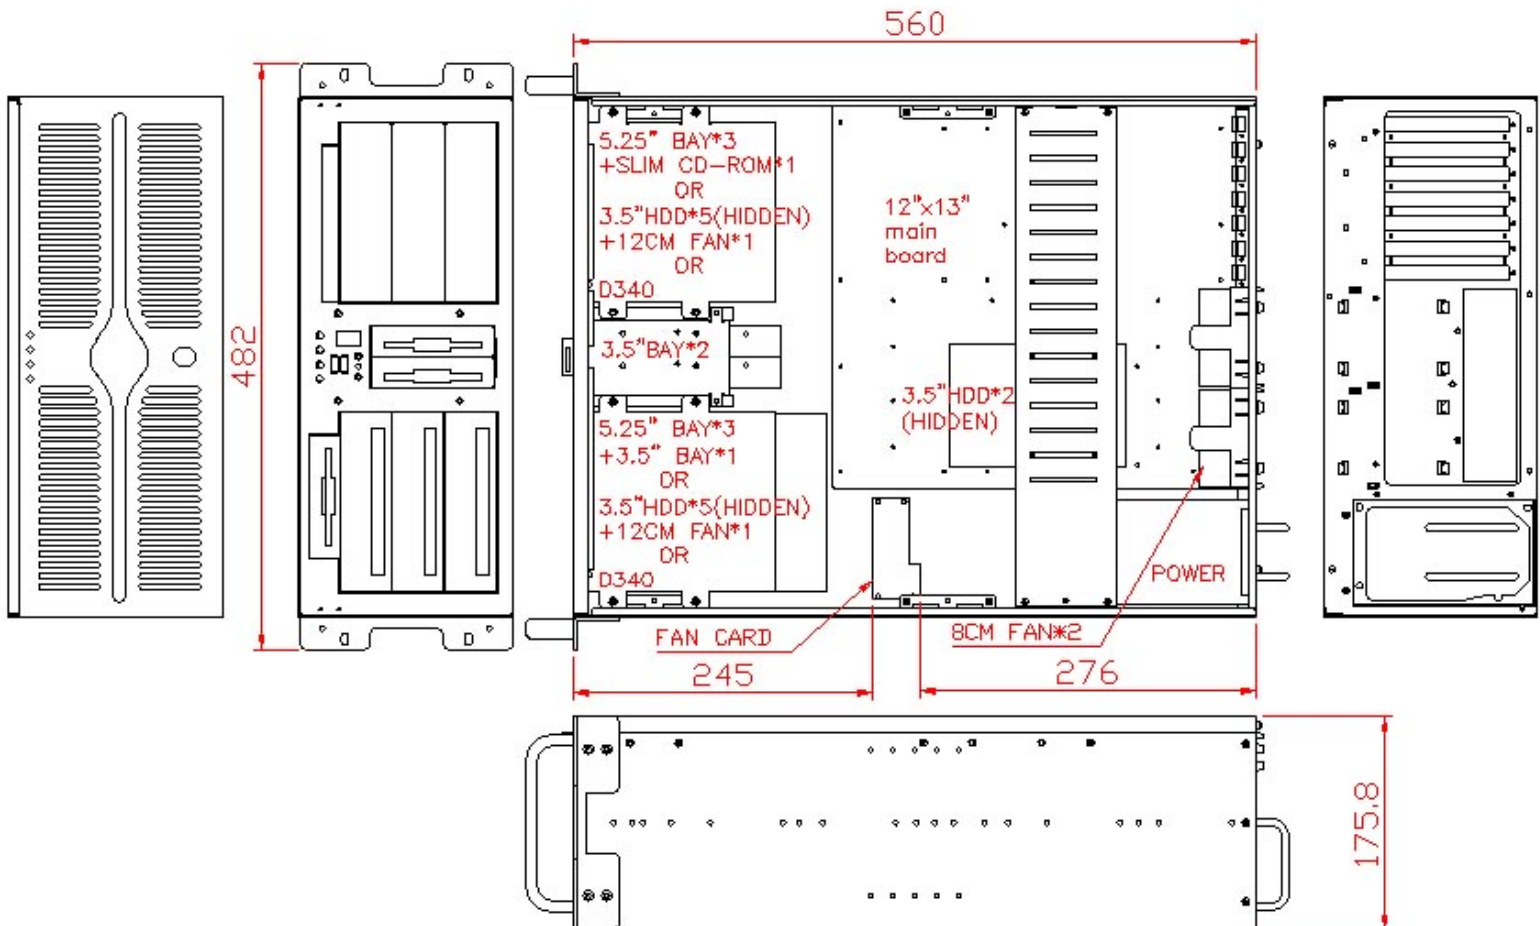 560
482
5.25" BAY*3
+SLIM CD-ROM*1
OR
3.5"HDD*5(HIDDEN)
+12CM FAN*1
OR
D340
12"x13"
main
board
3.5"BAY*2
3.5"HDD*2
(HIDDEN)
5.25" BAY*3
+3.5" BAY*1
OR
3.5"HDD*5(HIDDEN)
+12CM FAN*1
OR
D340
POWER
FAN CARD
8CM FAN*2
245
276
175.8